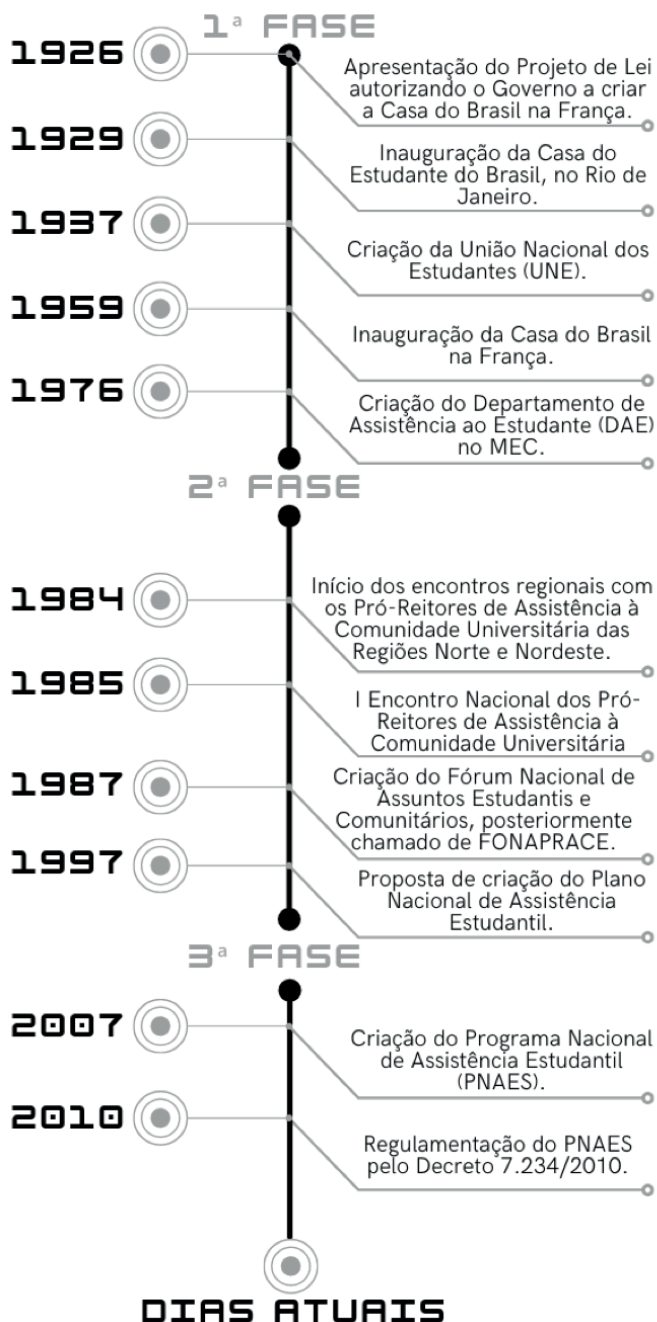 1ª FASE
1926
Apresentação do Projeto de Lei
autorizando o Governo a criar
a Casa do Brasil na França.
1929
Inauguração da Casa do
Estudante do Brasil, no Rio de
Janeiro.
1937
Criação da União Nacional dos
Estudantes (UNE).
1959
Inauguração da Casa do Brasil
na França.
1976
Criação do Departamento de
Assistência ao Estudante (DAE)
no MEC.
2ª FASE
1984
Início dos encontros regionais com
os Pró-Reitores de Assistência à
Comunidade Universitária das
Regiões Norte e Nordeste.
1985
I Encontro Nacional dos Pró-
Reitores de Assistência à
Comunidade Universitária
1987
Criação do Fórum Nacional de
Assuntos Estudantis e
Comunitários, posteriormente
chamado de FONAPRACE.
1997
Proposta de criação do Plano
Nacional de Assistência
Estudantil.
3ª FASE
2007
Criação do Programa Nacional
de Assistência Estudantil
(PNAES).
2010
Regulamentação do PNAES
pelo Decreto 7.234/2010.
DIAS ATUAIS